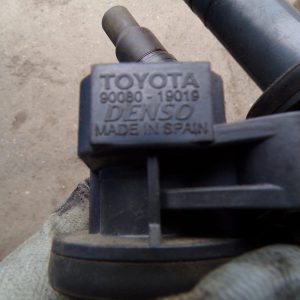 TOYOTA
90080-19019
DENSO
MADE IN SPAIN